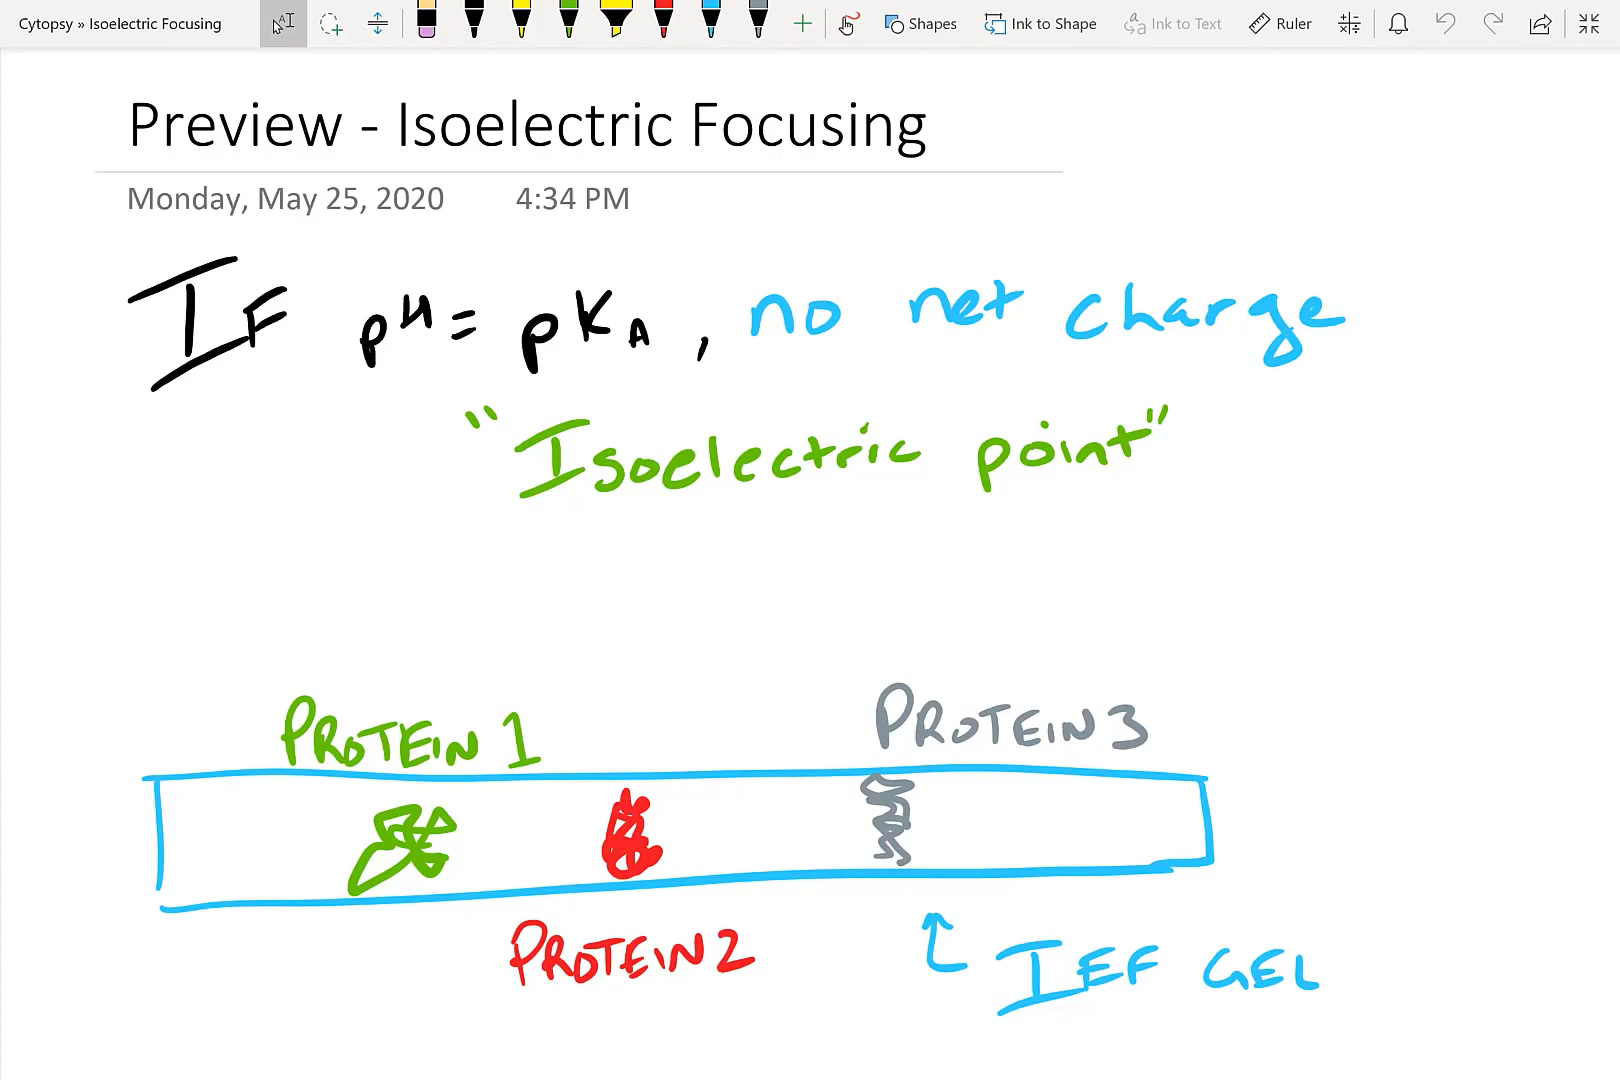 Cytopsy » Isoelectric Focusing
Shapes
Ink to Shape
Ink to Text
Ruler
Preview - Isoelectric Focusing
Monday, May 25, 2020 4:34 PM
IF pH = pKA, no net charge
"Isoelectric point"
PROTEIN 1
PROTEIN 3
PROTEIN 2
IEF GEL